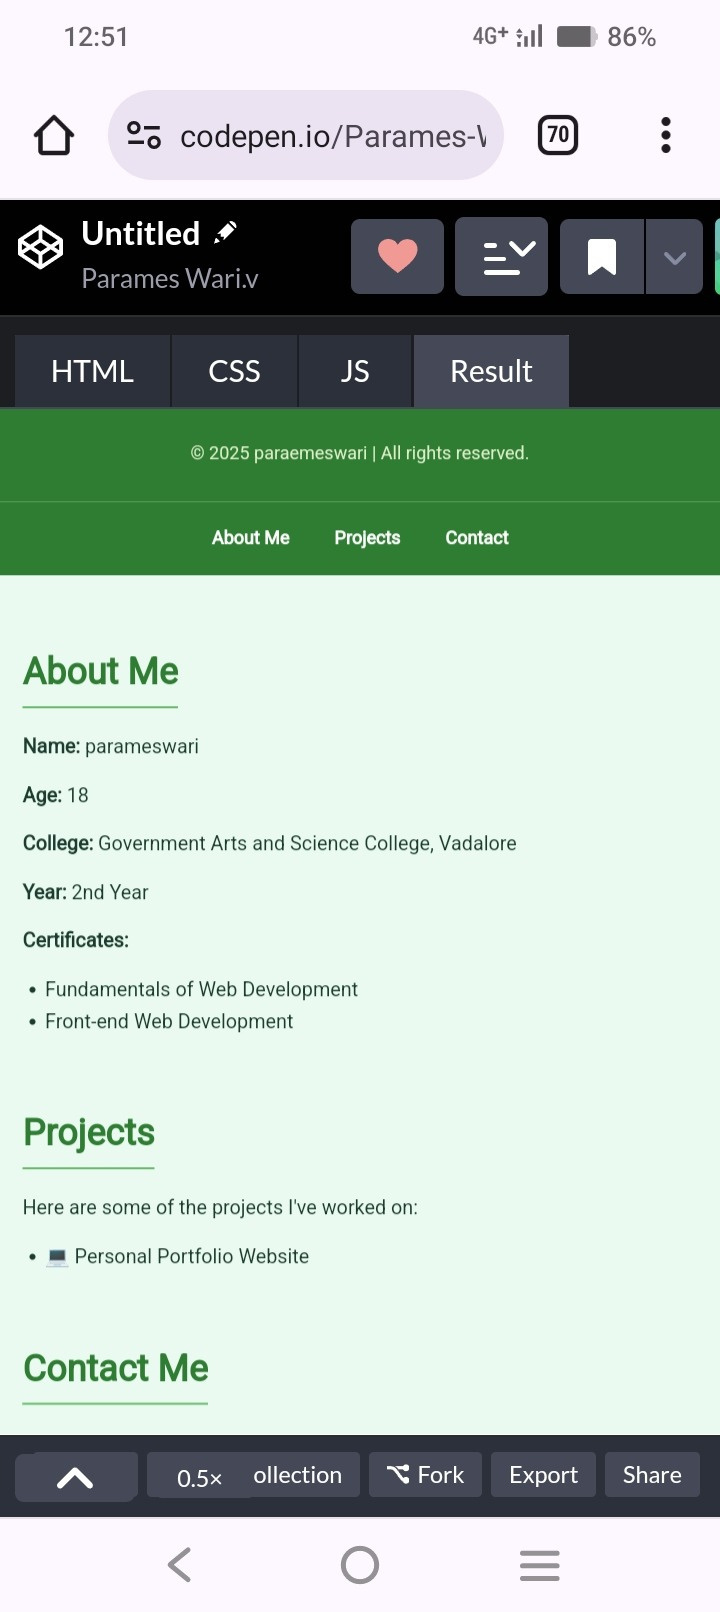 12:51 4G+ 86%
codepen.io/Parames- 70
Untitled
Parames Wari.v
HTML CSS JS Result
© 2025 paraemeswari | All rights reserved.
About Me Projects Contact
About Me
Name: parameswari
Age: 18
College: Government Arts and Science College, Vadalore
Year: 2nd Year
Certificates:
• Fundamentals of Web Development
• Front-end Web Development
Projects
Here are some of the projects I've worked on:
• 💻 Personal Portfolio Website
Contact Me
0.5× ollection Fork Export Share